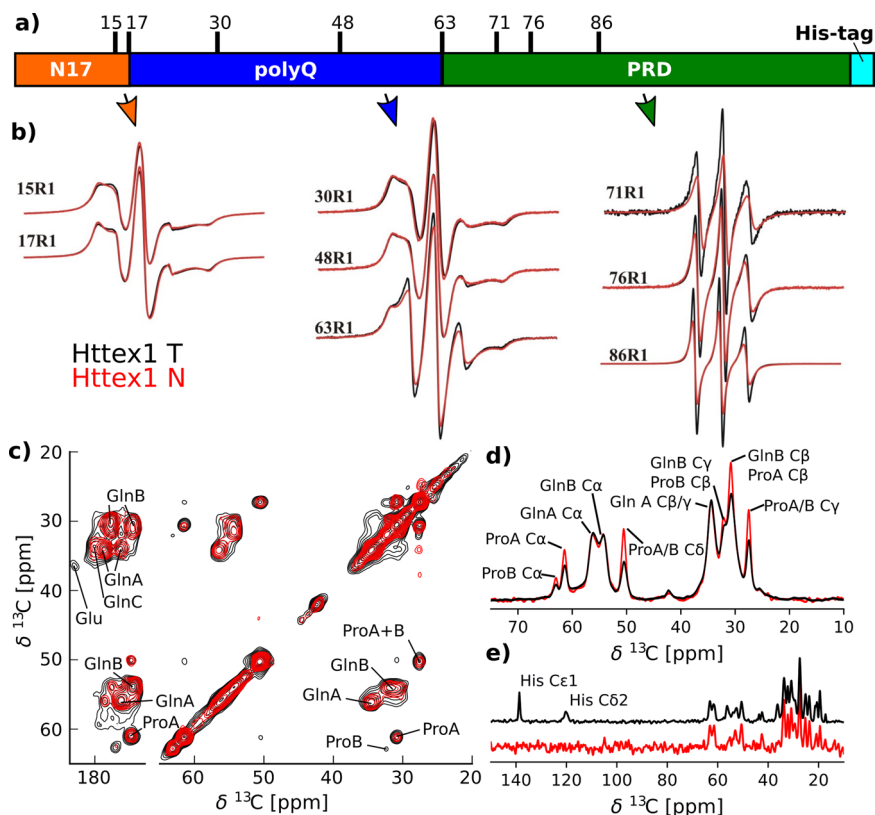 a)
15 17 30 48 63 71 76 86
His-tag
N17 polyQ PRD
b)
15R1
17R1
30R1
48R1
63R1
71R1
76R1
86R1
Httex1 T
Httex1 N
c)
20
30
40
50
60
δ ¹³C [ppm]
GlnB
GlnA
GlnC
Glu
GlnB
GlnA
ProA
ProA+B
GlnB
GlnA
ProB
ProA
180 60 50 40 30 20
δ ¹³C [ppm]
d)
GlnB Cα
GlnA Cα
ProA Cα
ProB Cα
GlnB Cγ
ProB Cβ
Gln A Cβ/γ
ProA/B Cδ
GlnB Cβ
ProA Cβ
ProA/B Cγ
70 60 50 40 30 20 10
δ ¹³C [ppm]
e)
His Cε1
His Cδ2
140 120 100 80 60 40 20
δ ¹³C [ppm]